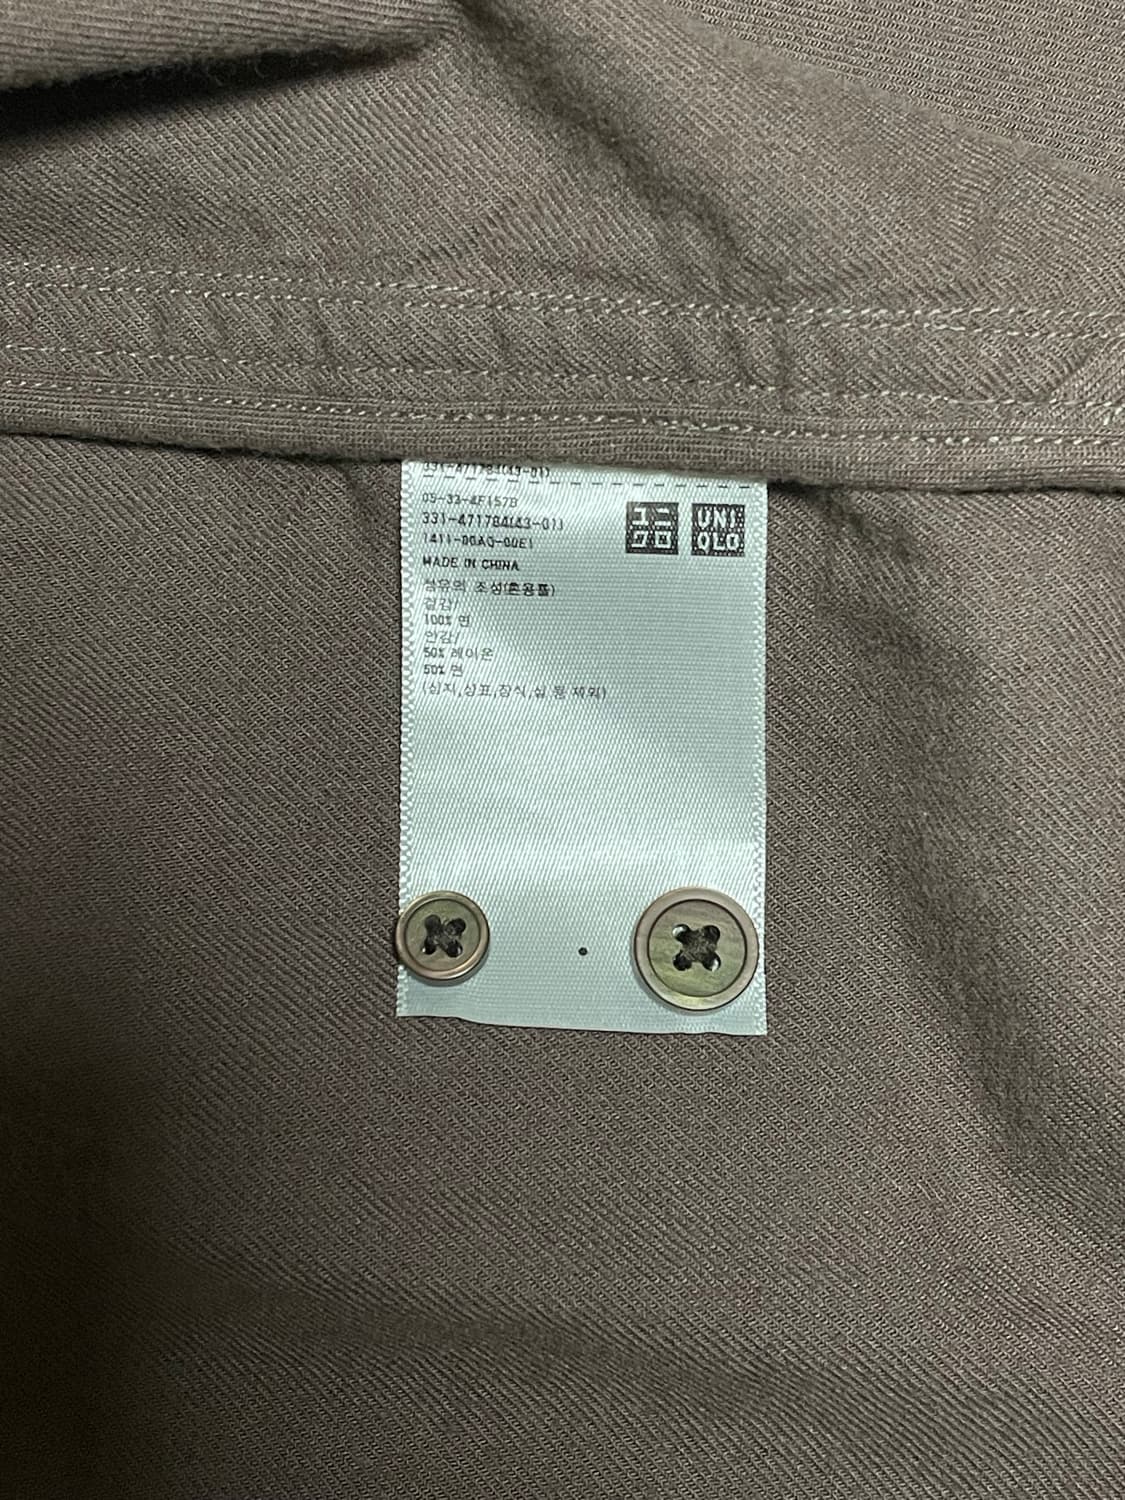 331-471784(43-01)
05-33-4F157B
331-471784(43-01)
1411-00AQ-00E1
MADE IN CHINA
섬유의 조성(혼용률)
겉감/
100% 면
안감/
50% 레이온
50% 면
(심지,상표,장식,실 등 제외)
ユニ
クロ
UNI
QLO